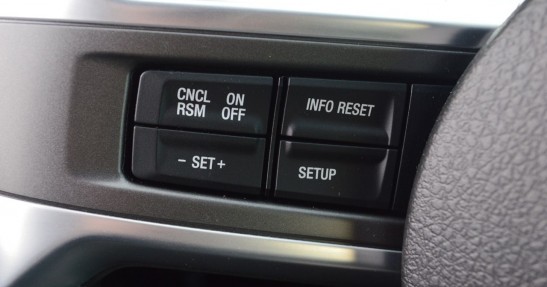 CNCL ON
RSM OFF
INFO RESET
- SET +
SETUP